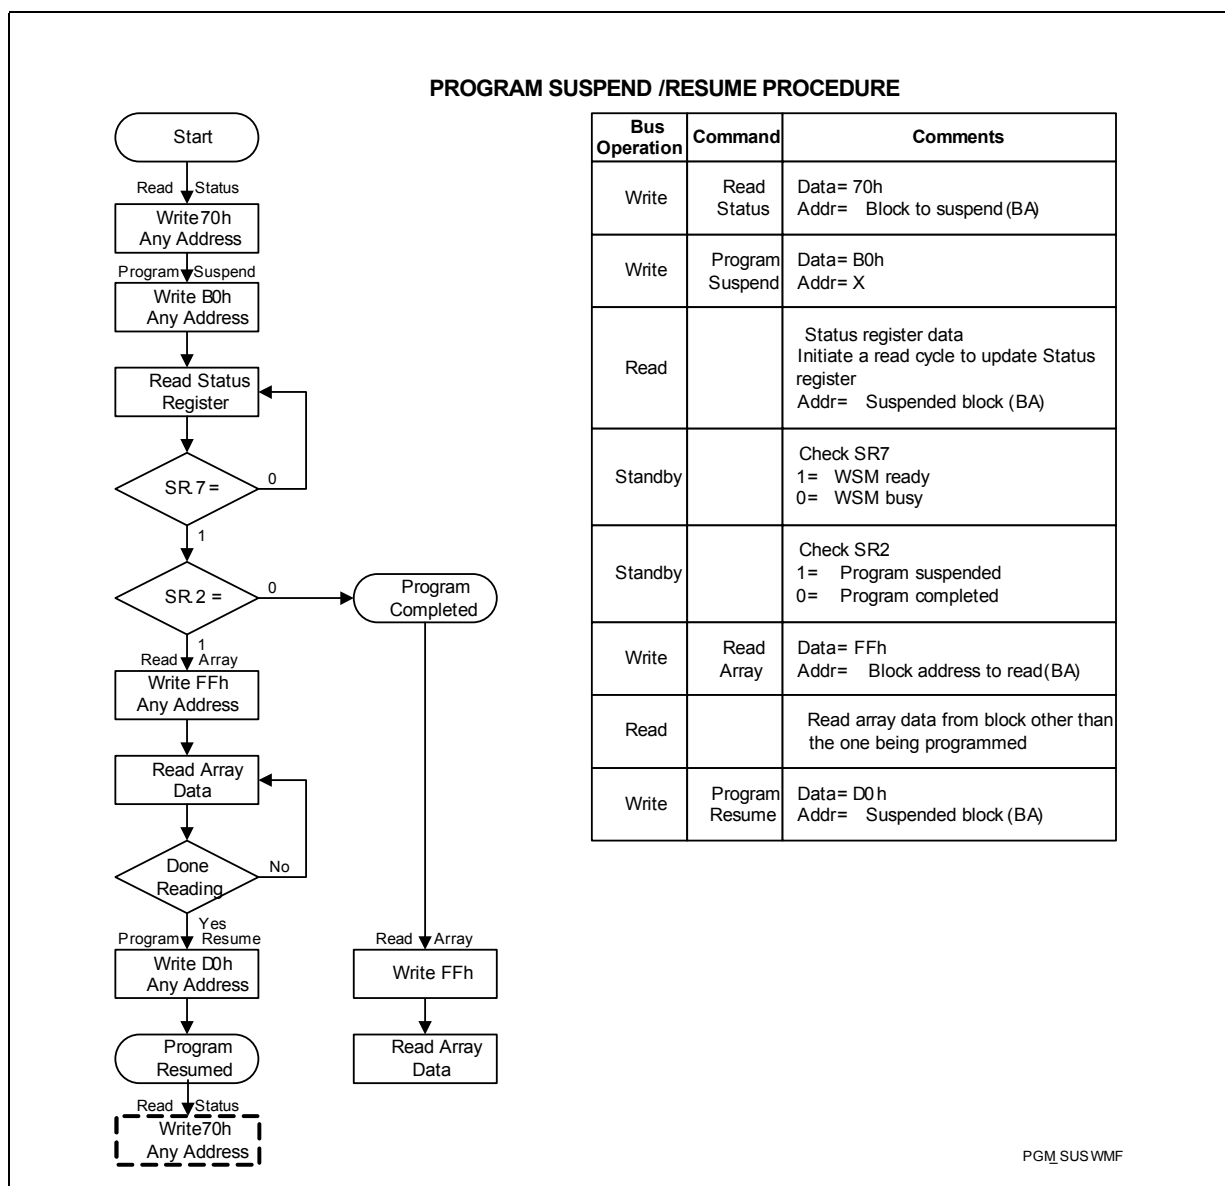 PROGRAM SUSPEND /RESUME PROCEDURE
Start
Read Status
Write70h
Any Address
Program Suspend
Write B0h
Any Address
Read Status
Register
SR.7 =
0
1
SR.2 =
0
Program
Completed
1
Read Array
Write FFh
Any Address
Read Array
Data
Done
Reading
No
Yes
Program Resume
Write D0h
Any Address
Read Array
Write FFh
Program
Resumed
Read Array
Data
Read Status
Write70h
Any Address
Bus
Operation
Command
Comments
Write
Read
Status
Data= 70h
Addr= Block to suspend (BA)
Write
Program
Suspend
Data= B0h
Addr= X
Read
Status register data
Initiate a read cycle to update Status
register
Addr= Suspended block (BA)
Standby
Check SR7
1= WSM ready
0= WSM busy
Standby
Check SR2
1= Program suspended
0= Program completed
Write
Read
Array
Data= FFh
Addr= Block address to read (BA)
Read
Read array data from block other than
the one being programmed
Write
Program
Resume
Data= D0h
Addr= Suspended block (BA)
PGM_SUS WMF